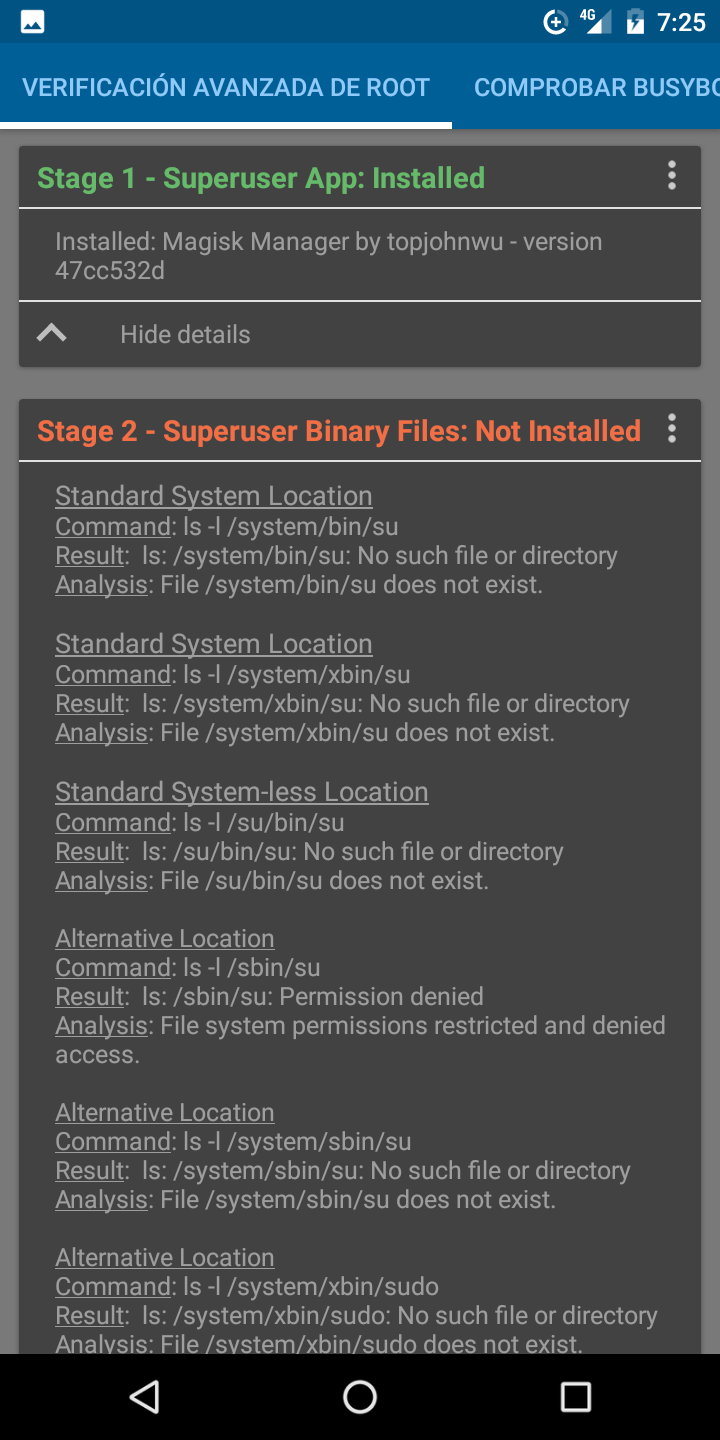 4G 7:25
VERIFICACIÓN AVANZADA DE ROOT COMPROBAR BUSYBO
Stage 1 - Superuser App: Installed
Installed: Magisk Manager by topjohnwu - version
47cc532d
Hide details
Stage 2 - Superuser Binary Files: Not Installed
Standard System Location
Command: ls -l /system/bin/su
Result:  ls: /system/bin/su: No such file or directory
Analysis: File /system/bin/su does not exist.
Standard System Location
Command: ls -l /system/xbin/su
Result:  ls: /system/xbin/su: No such file or directory
Analysis: File /system/xbin/su does not exist.
Standard System-less Location
Command: ls -l /su/bin/su
Result:  ls: /su/bin/su: No such file or directory
Analysis: File /su/bin/su does not exist.
Alternative Location
Command: ls -l /sbin/su
Result:  ls: /sbin/su: Permission denied
Analysis: File system permissions restricted and denied
access.
Alternative Location
Command: ls -l /system/sbin/su
Result:  ls: /system/sbin/su: No such file or directory
Analysis: File /system/sbin/su does not exist.
Alternative Location
Command: ls -l /system/xbin/sudo
Result:  ls: /system/xbin/sudo: No such file or directory
Analysis: File /system/xbin/sudo does not exist.